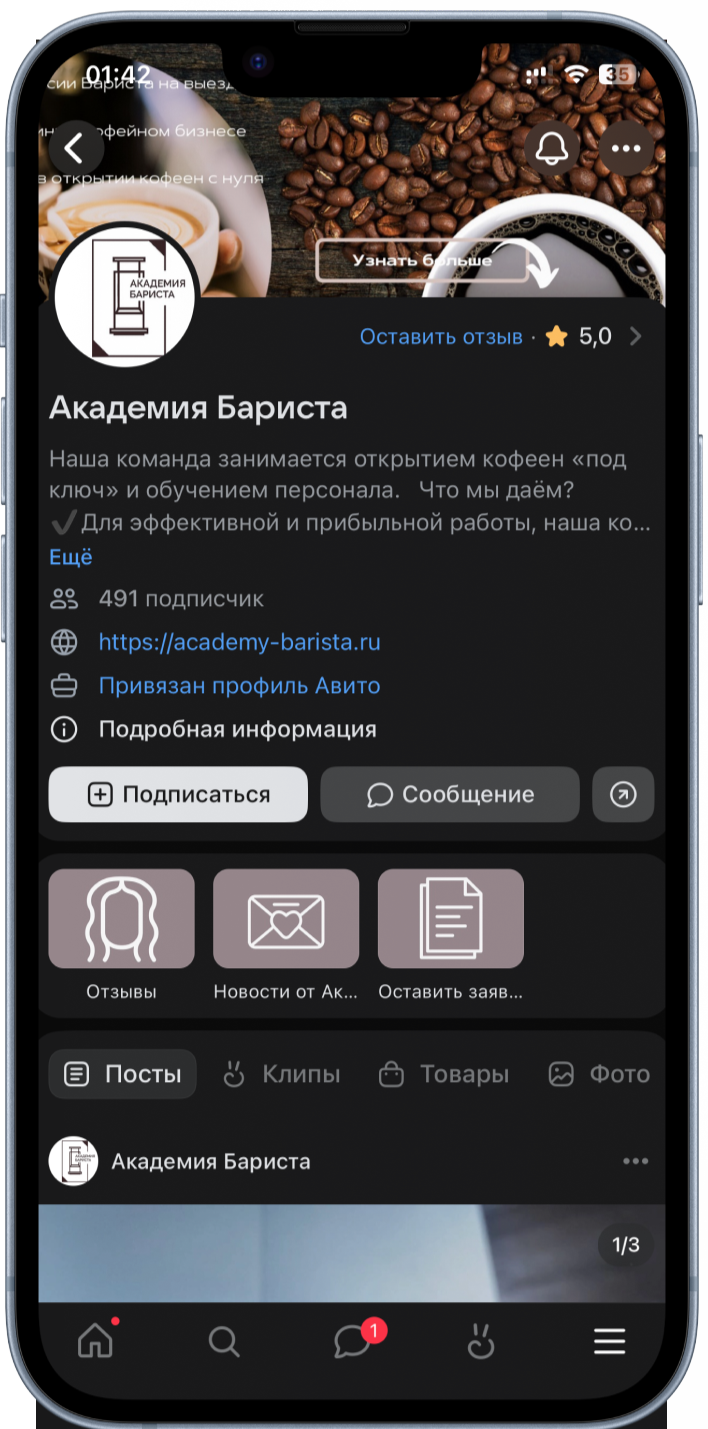 01:42
35
сии Бариста на выезд
офейном бизнесе
в открытии кофеен с нуля
Узнать больше
АКАДЕМИЯ
БАРИСТА
Оставить отзыв · 5,0
Академия Бариста
Наша команда занимается открытием кофеен «под
ключ» и обучением персонала. Что мы даём?
✔Для эффективной и прибыльной работы, наша ко...
Ещё
491 подписчик
https://academy-barista.ru
Привязан профиль Авито
Подробная информация
Подписаться
Сообщение
Отзывы
Новости от Ак...
Оставить заяв...
Посты
Клипы
Товары
Фото
АКАДЕМИЯ
БАРИСТА
Академия Бариста
1/3
1